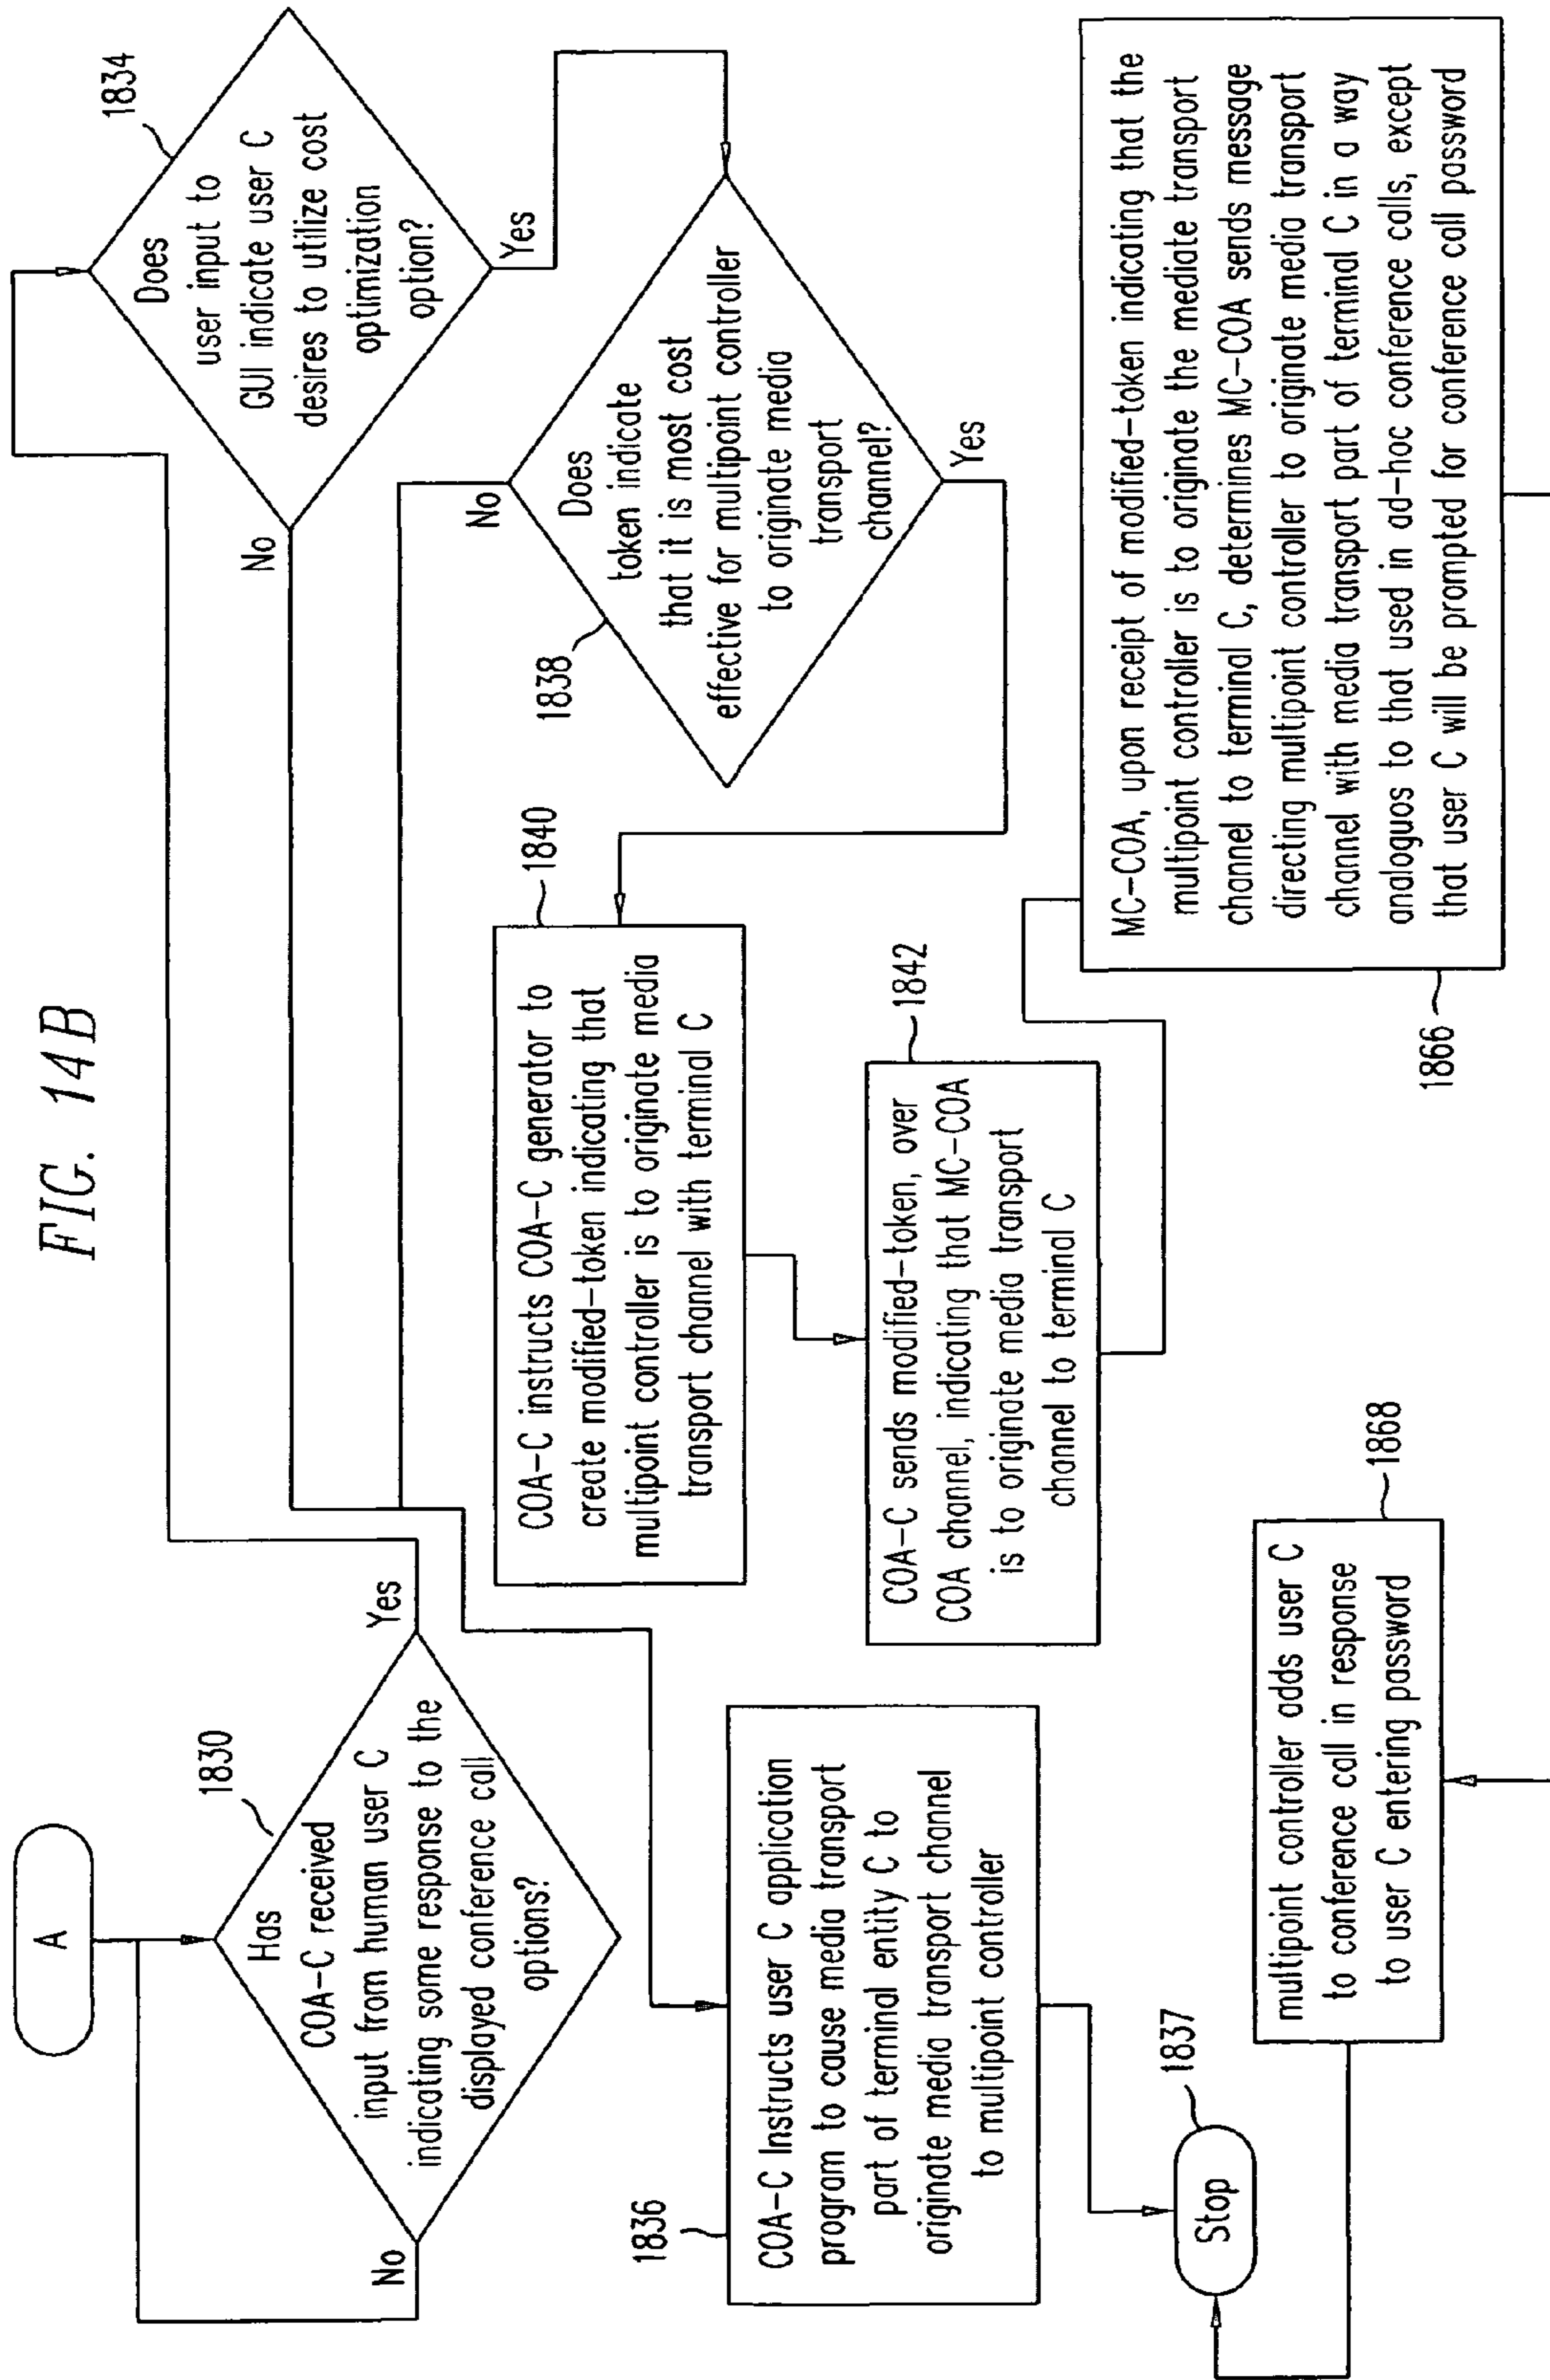 FIG. 14B
A
1830
Has
COA-C received
input from human user C
indicating some response to the
displayed conference call
options?
No
Yes
1834
Does
user input to
GUI indicate user C
desires to utilize cost
optimization
option?
No
Yes
1836
COA-C Instructs user C application
program to cause media transport
part of terminal entity C to
originate media transport channel
to multipoint controller
1837
Stop
1838
Does
token indicate
that it is most cost
effective for multipoint controller
to originate media
transport
channel?
No
Yes
1840
COA-C instructs COA-C generator to
create modified-token indicating that
multipoint controller is to originate media
transport channel with terminal C
1842
COA-C sends modified-token, over
COA channel, indicating that MC-COA
is to originate media transport
channel to terminal C
1866
MC-COA, upon receipt of modified-token indicating that the
multipoint controller is to originate the mediate transport
channel to terminal C, determines MC-COA sends message
directing multipoint controller to originate media transport
channel with media transport part of terminal C in a way
analoguos to that used in ad-hoc conference calls, except
that user C will be prompted for conference call password
1868
multipoint controller adds user C
to conference call in response
to user C entering password